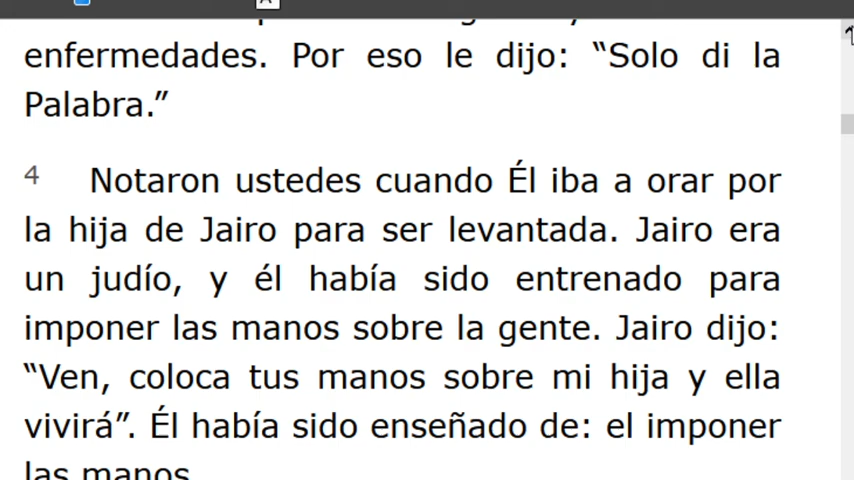 enfermedades. Por eso le dijo: “Solo di la
Palabra.”
4 Notaron ustedes cuando Él iba a orar por
la hija de Jairo para ser levantada. Jairo era
un judío, y él había sido entrenado para
imponer las manos sobre la gente. Jairo dijo:
“Ven, coloca tus manos sobre mi hija y ella
vivirá”. Él había sido enseñado de: el imponer
las manos